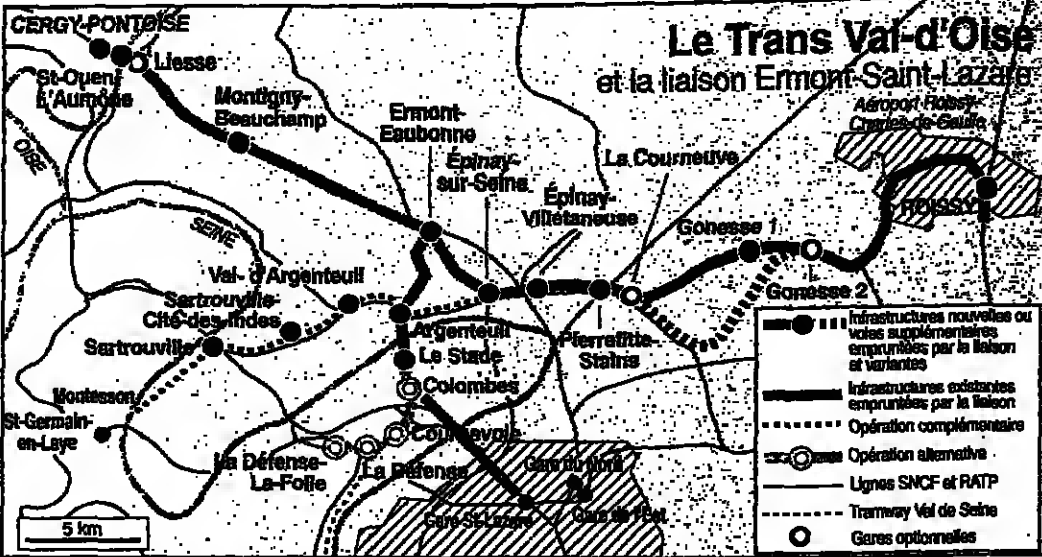 Le Trans Val-d'Oise
et la liaison Ermont-Saint-Lazare
CERGY-PONTOISE
Liesse
St-Ouen
L'Aumône
Montigny-
Beauchamp
Ermont-
Eaubonne
Épinay-
sur-Seine
Épinay-
Villetaneuse
La Courneuve
Aéroport Roissy-
Charles-de-Gaulle
ROISSY
Gonesse 1
Gonesse 2
OISE
SEINE
Val-d'Argenteuil
Sartrouville-
Cité-des-Indes
Sartrouville
Argenteuil
Le Stade
Pierrefitte-
Stains
Colombes
Montesson
St-Germain-
en-Laye
Courbevoie
La Défense-
La-Folie
La Défense
Gare du Nord
Gare St-Lazare
Gare de l'Est
5 km
Infrastructures nouvelles ou
voies supplémentaires
empruntées par la liaison
et variantes
Infrastructures existantes
empruntées par la liaison
Opération complémentaire
Opération alternative
Lignes SNCF et RATP
Tramway Val de Seine
Gares optionnelles